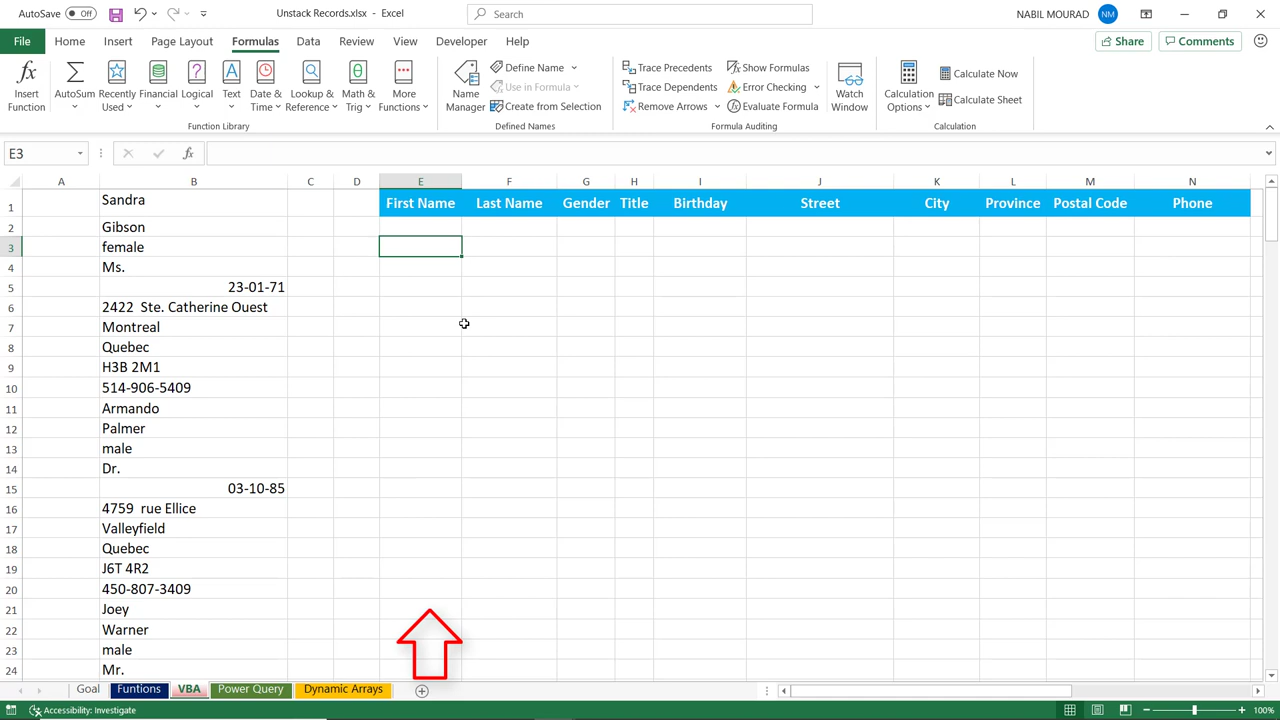 AutoSave Off Unstack Records.xlsx - Excel Search NABIL MOURAD NM
File Home Insert Page Layout Formulas Data Review View Developer Help Share Comments
Insert Function
AutoSum
Recently Used
Financial
Logical
Text
Date & Time
Lookup & Reference
Math & Trig
More Functions
Function Library
Name Manager
Define Name
Use in Formula
Create from Selection
Defined Names
Trace Precedents
Trace Dependents
Remove Arrows
Show Formulas
Error Checking
Evaluate Formula
Formula Auditing
Watch Window
Calculation Options
Calculate Now
Calculate Sheet
Calculation
E3 fx
A B C D E F G H I J K L M N
1 Sandra First Name Last Name Gender Title Birthday Street City Province Postal Code Phone
2 Gibson
3 female
4 Ms.
5 23-01-71
6 2422 Ste. Catherine Ouest
7 Montreal
8 Quebec
9 H3B 2M1
10 514-906-5409
11 Armando
12 Palmer
13 male
14 Dr.
15 03-10-85
16 4759 rue Ellice
17 Valleyfield
18 Quebec
19 J6T 4R2
20 450-807-3409
21 Joey
22 Warner
23 male
24 Mr.
Goal Funtions VBA Power Query Dynamic Arrays
Accessibility: Investigate 100%